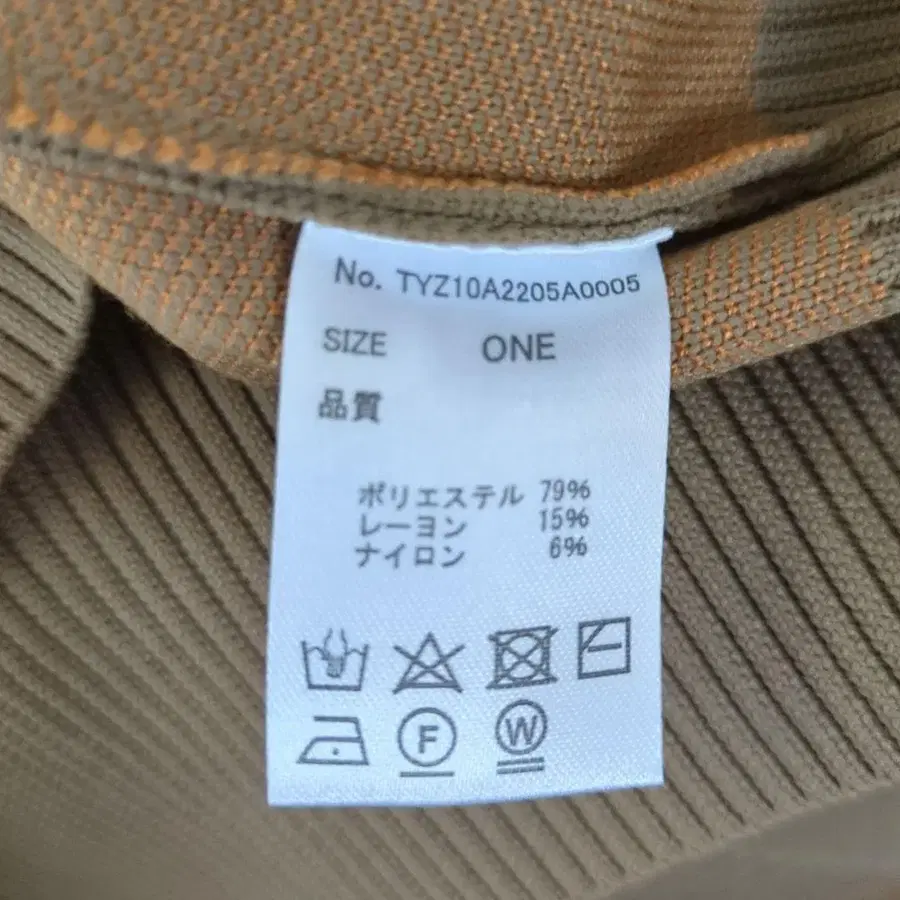 No. TYZ10A2205A0005
SIZE ONE
品質
ポリエステル 79%
レーヨン 15%
ナイロン 6%
F W